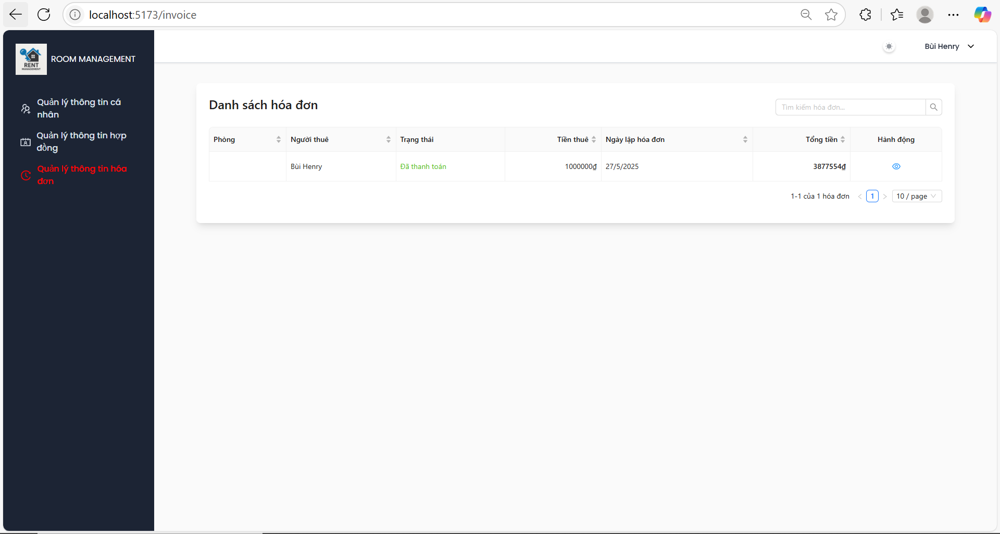 localhost:5173/invoice
RENT
MANAGEMENT
ROOM MANAGEMENT
Bùi Henry
Quản lý thông tin cá
nhân
Quản lý thông tin hợp
đồng
Quản lý thông tin hóa
đơn
Danh sách hóa đơn
Tìm kiếm hóa đơn...
Phòng Người thuê Trạng thái Tiền thuê Ngày lập hóa đơn Tổng tiền Hành động
Bùi Henry Đã thanh toán 1000000₫ 27/5/2025 3877554₫
1-1 của 1 hóa đơn 1 10 / page